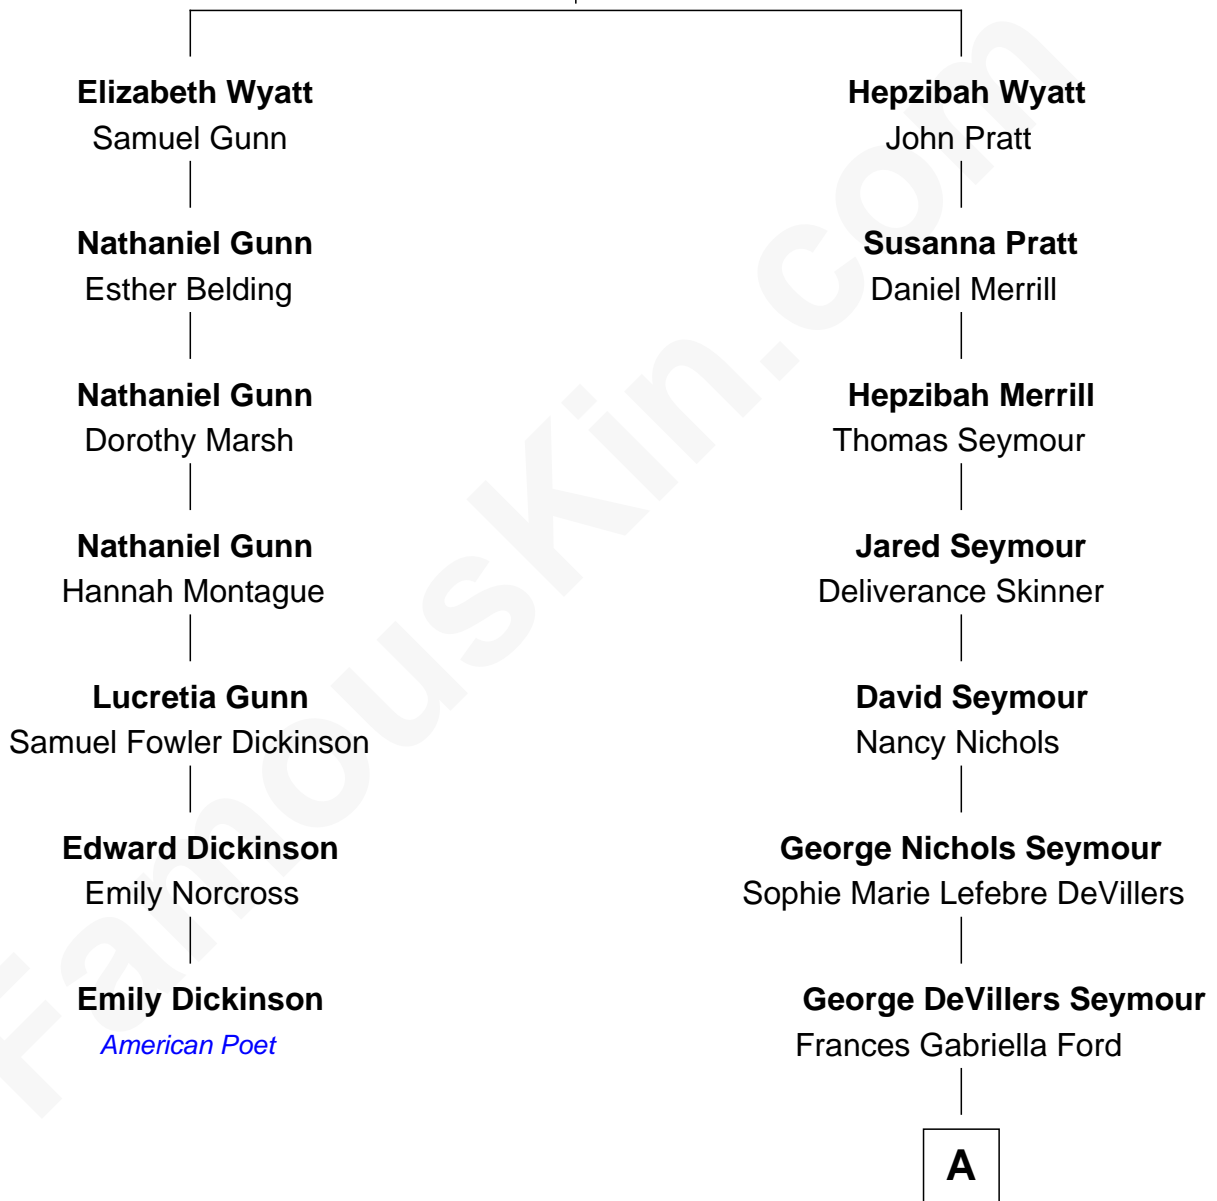 Elizabeth Wyatt
Samuel Gunn
Nathaniel Gunn
Esther Belding
Nathaniel Gunn
Dorothy Marsh
Nathaniel Gunn
Hannah Montague
Lucretia Gunn
Samuel Fowler Dickinson
Edward Dickinson
Emily Norcross
Emily Dickinson
American Poet
Hepzibah Wyatt
John Pratt
Susanna Pratt
Daniel Merrill
Hepzibah Merrill
Thomas Seymour
Jared Seymour
Deliverance Skinner
David Seymour
Nancy Nichols
George Nichols Seymour
Sophie Marie Lefebre DeVillers
George DeVillers Seymour
Frances Gabriella Ford
A
FamousKin.com